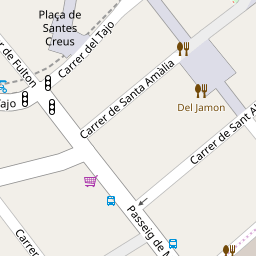 Plaça de
Santes
Creus
Carrer del Tajo
Carrer de Santa Amàlia
Del Jamon
de Fulton
Tajo
Carrer de Sant
Passeig de
Carrer
Carrer